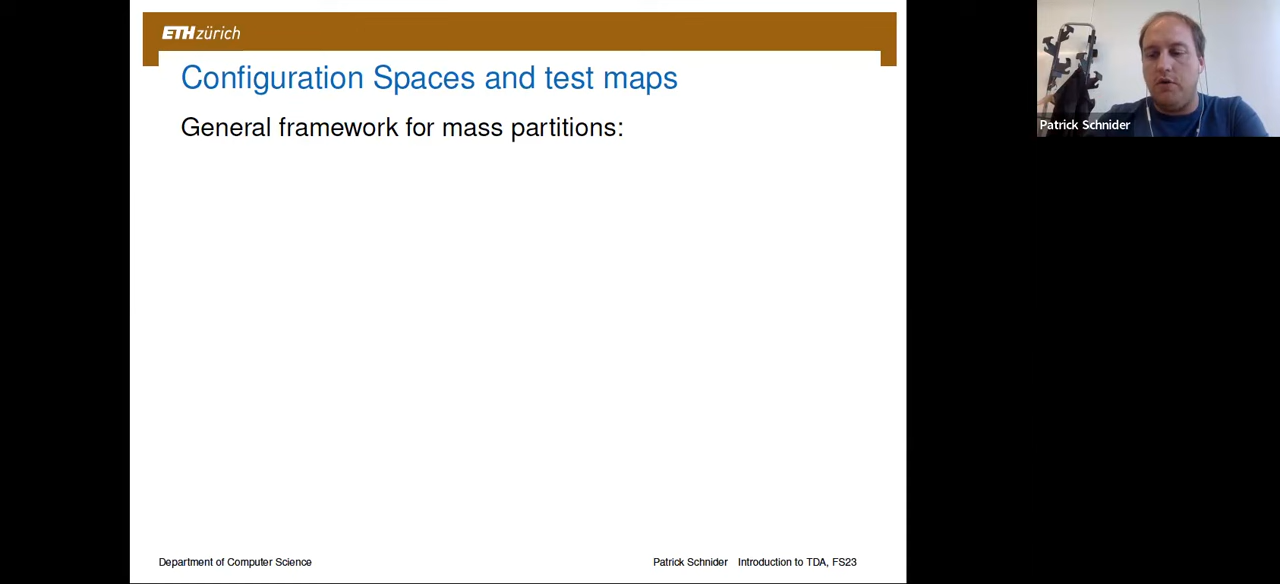 ETH zürich
Configuration Spaces and test maps
General framework for mass partitions:
Patrick Schnider
Department of Computer Science
Patrick Schnider Introduction to TDA, FS23